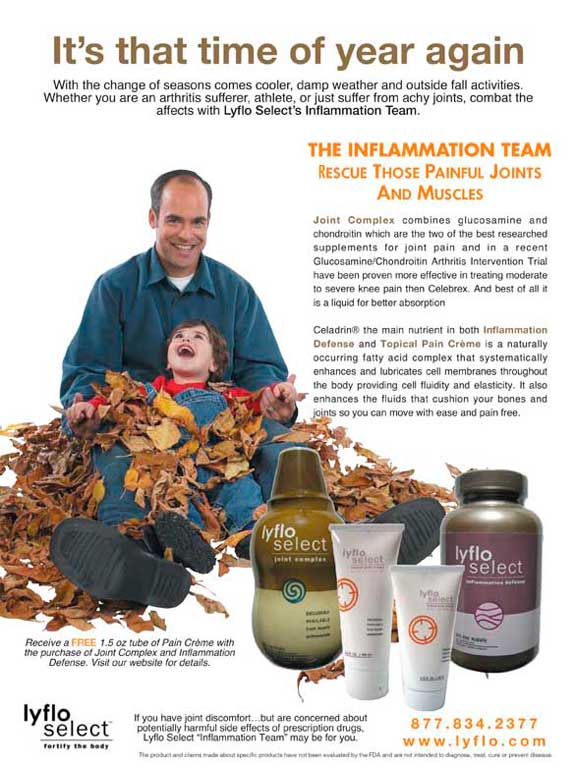 It's that time of year again
With the change of seasons comes cooler, damp weather and outside fall activities.
Whether you are an arthritis sufferer, athlete, or just suffer from achy joints, combat the
affects with Lyflo Select's Inflammation Team.
THE INFLAMMATION TEAM
RESCUE THOSE PAINFUL JOINTS
AND MUSCLES
Joint Complex combines glucosamine and
chondroitin which are the two of the best researched
supplements for joint pain and in a recent
Glucosamine/Chondroitin Arthritis Intervention Trial
have been proven more effective in treating moderate
to severe knee pain then Celebrex. And best of all it
is a liquid for better absorption
Celadrin® the main nutrient in both Inflammation
Defense and Topical Pain Crème is a naturally
occurring fatty acid complex that systematically
enhances and lubricates cell membranes throughout
the body providing cell fluidity and elasticity. It also
enhances the fluids that cushion your bones and
joints so you can move with ease and pain free.
lyflo
select
joint complex
lyflo
select
lyflo
select
lyflo
select
inflammation defense
Receive a FREE 1.5 oz tube of Pain Crème with
the purchase of Joint Complex and Inflammation
Defense. Visit our website for details.
lyflo
select™
fortify the body
If you have joint discomfort...but are concerned about
potentially harmful side effects of prescription drugs,
Lyflo Select "Inflammation Team" may be for you.
877.834.2377
www.lyflo.com
The product and claims made about specific products have not been evaluated by the FDA and are not intended to diagnose, treat, cure or prevent disease